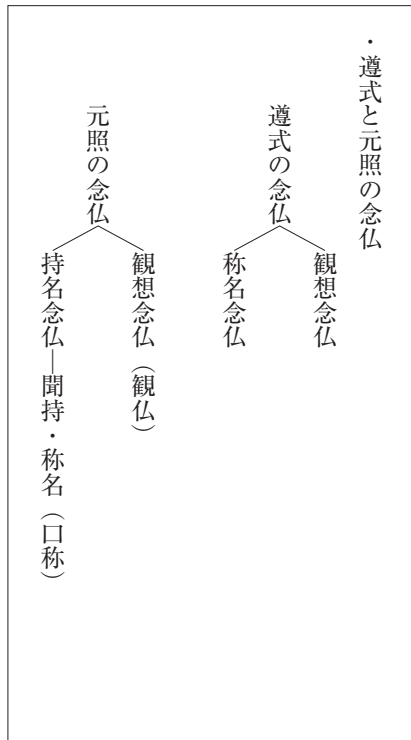 ・遵式と元照の念仏
遵式の念仏
観想念仏
称名念仏
元照の念仏
観想念仏（観仏）
持名念仏―聞持・称名（口称）